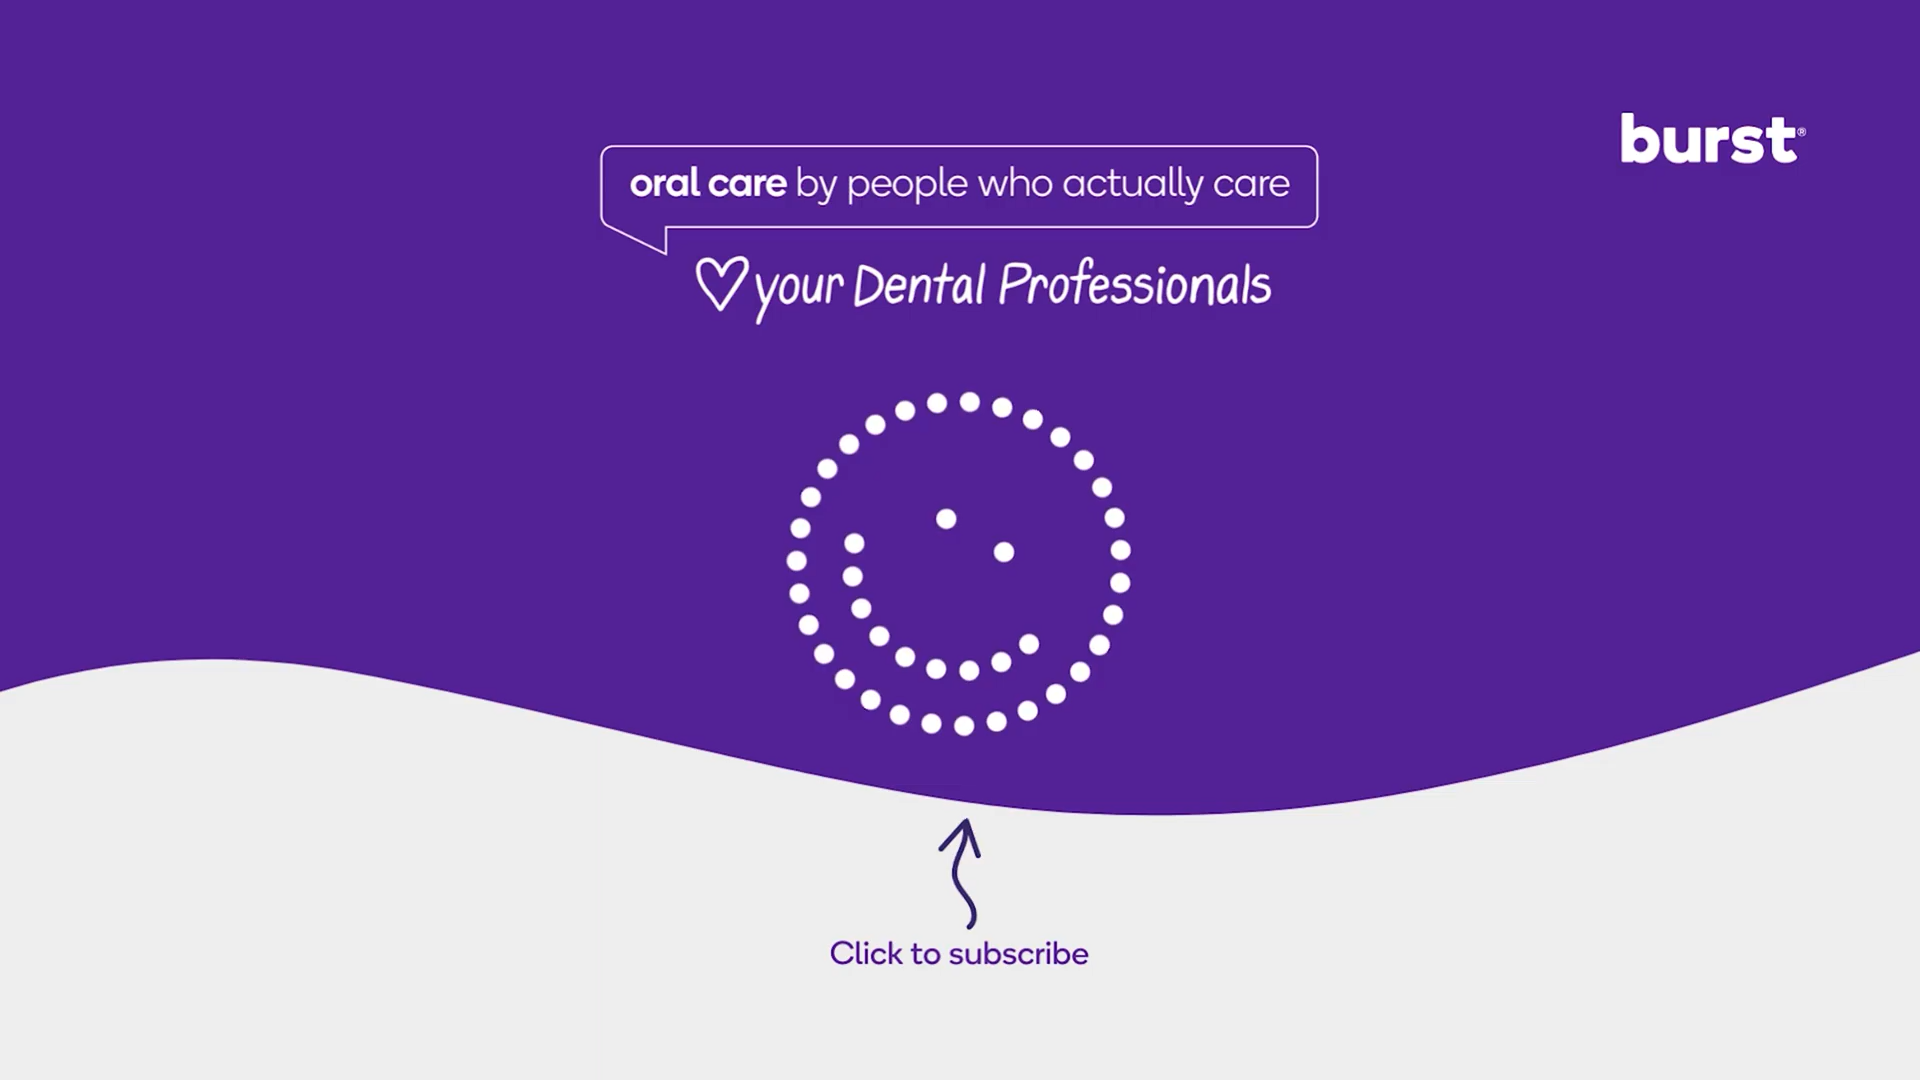 burst®
oral care by people who actually care
♡ your Dental Professionals
Click to subscribe